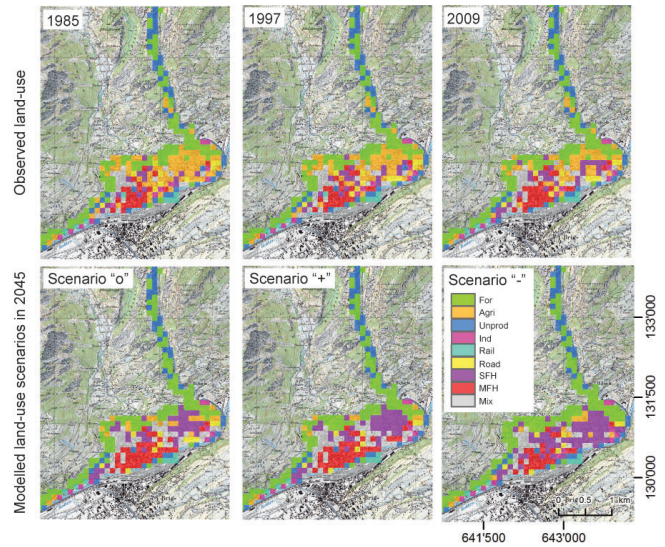 Observed land-use
1985
1997
2009
Modelled land-use scenarios in 2045
Scenario "o"
Scenario "+"
Scenario "-"
For
Agri
Unprod
Ind
Rail
Road
SFH
MFH
Mix
133'000
131'500
130'000
0 0.5 1 km
641'500
643'000